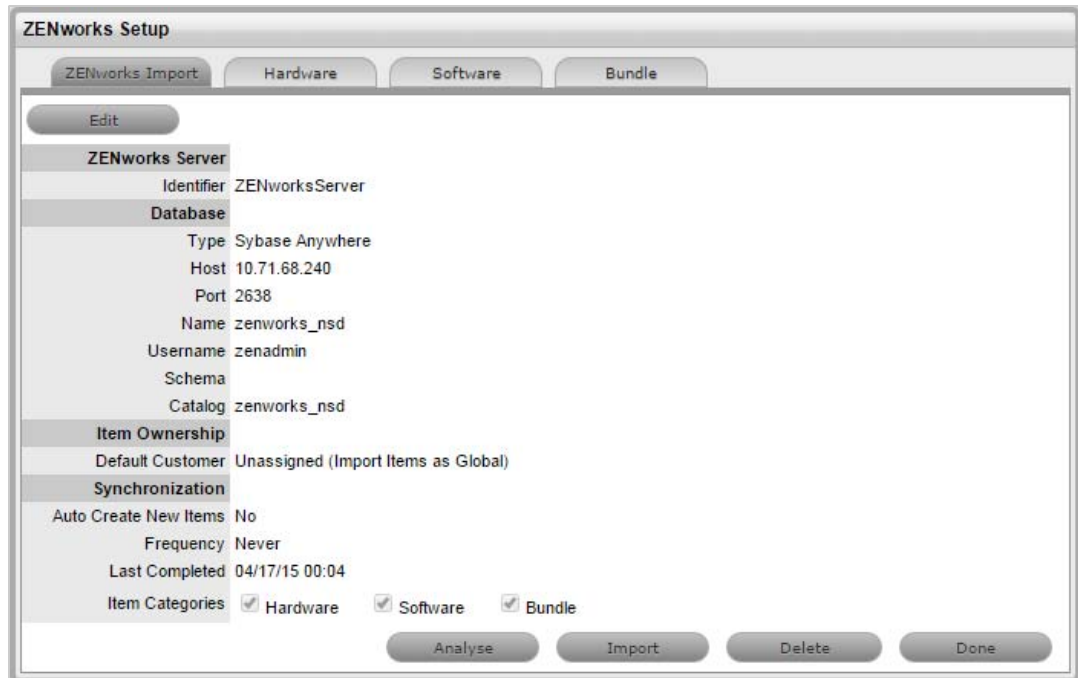 ZENworks Setup
ZENworks Import Hardware Software Bundle
Edit
ZENworks Server
Identifier ZENworksServer
Database
Type Sybase Anywhere
Host 10.71.68.240
Port 2638
Name zenworks_nsd
Username zenadmin
Schema
Catalog zenworks_nsd
Item Ownership
Default Customer Unassigned (Import Items as Global)
Synchronization
Auto Create New Items No
Frequency Never
Last Completed 04/17/15 00:04
Item Categories Hardware Software Bundle
Analyse Import Delete Done